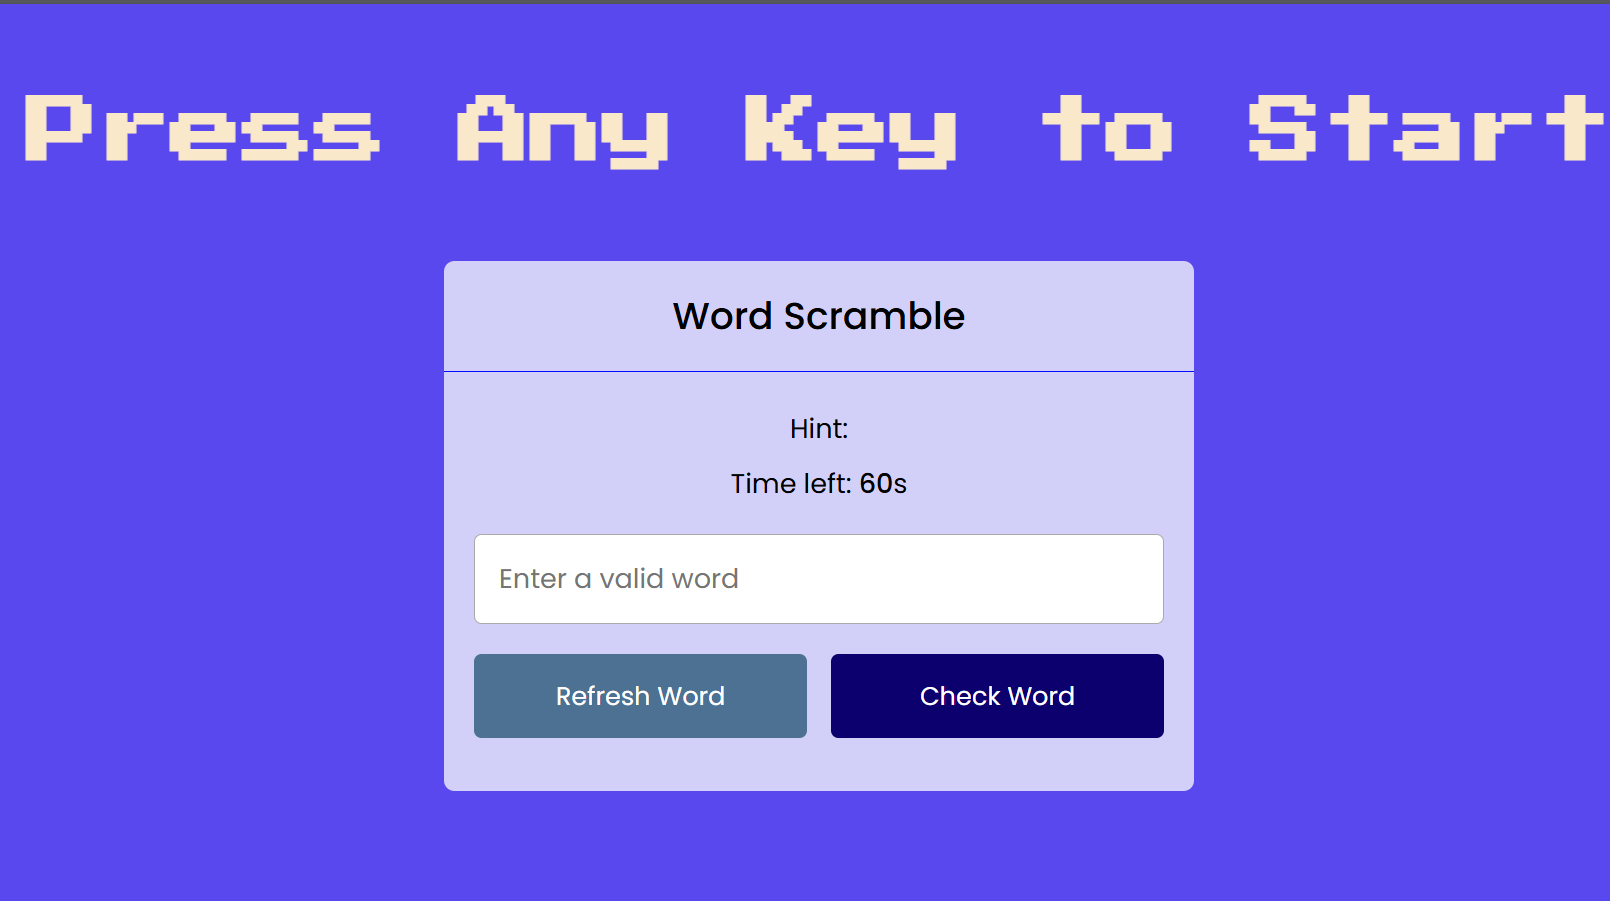 Press Any Key to Start
Word Scramble
Hint:
Time left: 60s
Enter a valid word
Refresh Word
Check Word